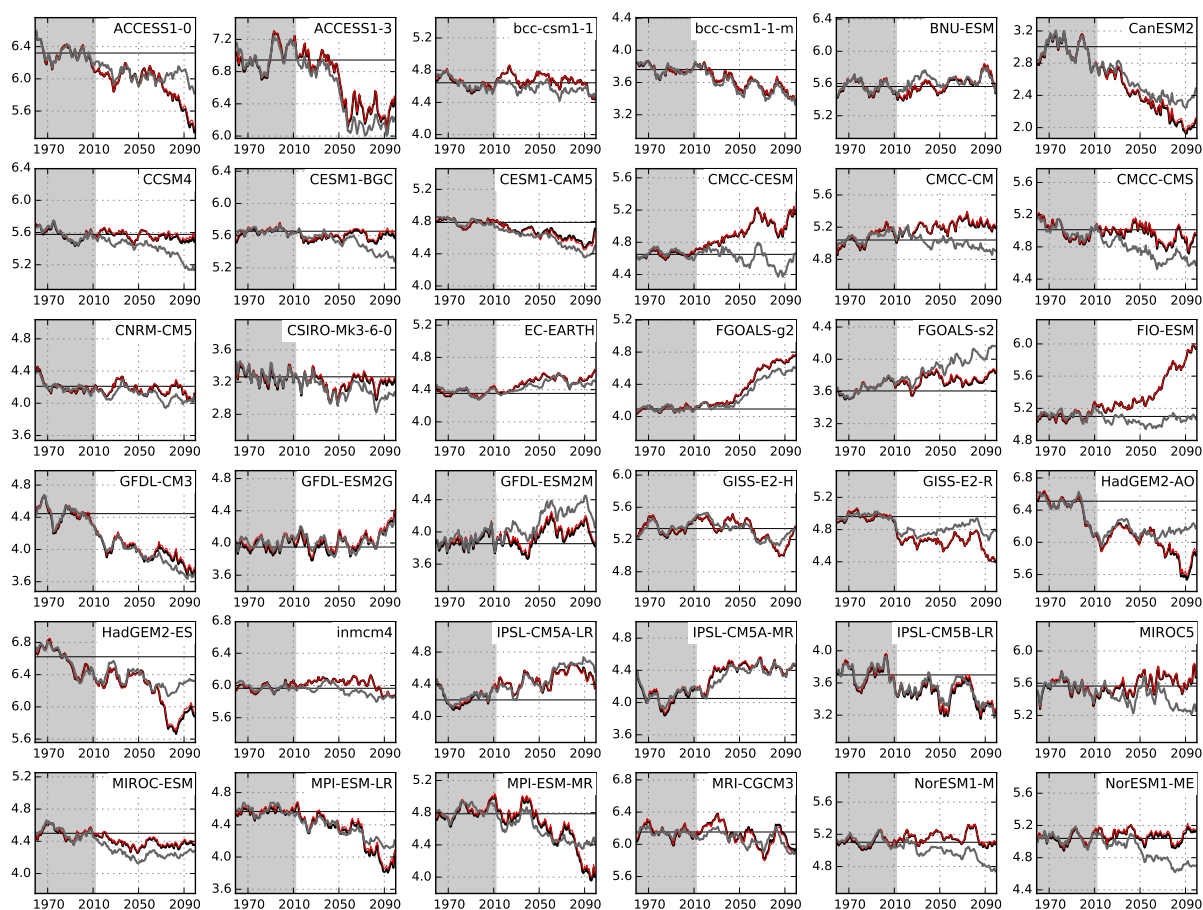 ACCESS1-0
6.4
6.0
5.6
1970 2010 2050 2090
ACCESS1-3
7.2
6.8
6.4
6.0
1970 2010 2050 2090
bcc-csm1-1
5.2
4.8
4.4
4.0
1970 2010 2050 2090
bcc-csm1-1-m
4.4
4.0
3.6
3.2
1970 2010 2050 2090
BNU-ESM
6.4
6.0
5.6
5.2
1970 2010 2050 2090
CanESM2
3.2
2.8
2.4
2.0
1970 2010 2050 2090
CCSM4
6.4
6.0
5.6
5.2
1970 2010 2050 2090
CESM1-BGC
6.4
6.0
5.6
5.2
1970 2010 2050 2090
CESM1-CAM5
5.2
4.8
4.4
4.0
1970 2010 2050 2090
CMCC-CESM
5.6
5.2
4.8
4.4
1970 2010 2050 2090
CMCC-CM
5.6
5.2
4.8
1970 2010 2050 2090
CMCC-CMS
5.6
5.2
4.8
4.4
1970 2010 2050 2090
CNRM-CM5
4.8
4.4
4.0
3.6
1970 2010 2050 2090
CSIRO-Mk3-6-0
3.6
3.2
2.8
1970 2010 2050 2090
EC-EARTH
5.2
4.8
4.4
4.0
1970 2010 2050 2090
FGOALS-g2
5.2
4.8
4.4
4.0
1970 2010 2050 2090
FGOALS-s2
4.4
4.0
3.6
3.2
1970 2010 2050 2090
FIO-ESM
6.0
5.6
5.2
4.8
1970 2010 2050 2090
GFDL-CM3
4.8
4.4
4.0
3.6
1970 2010 2050 2090
GFDL-ESM2G
4.8
4.4
4.0
3.6
1970 2010 2050 2090
GFDL-ESM2M
4.4
4.0
3.6
1970 2010 2050 2090
GISS-E2-H
6.0
5.6
5.2
4.8
1970 2010 2050 2090
GISS-E2-R
5.2
4.8
4.4
1970 2010 2050 2090
HadGEM2-AO
6.8
6.4
6.0
5.6
1970 2010 2050 2090
HadGEM2-ES
6.8
6.4
6.0
5.6
1970 2010 2050 2090
inmcm4
6.8
6.4
6.0
5.6
1970 2010 2050 2090
IPSL-CM5A-LR
4.8
4.4
4.0
1970 2010 2050 2090
IPSL-CM5A-MR
4.8
4.4
4.0
3.6
1970 2010 2050 2090
IPSL-CM5B-LR
4.0
3.6
3.2
1970 2010 2050 2090
MIROC5
6.0
5.6
5.2
1970 2010 2050 2090
MIROC-ESM
5.2
4.8
4.4
4.0
1970 2010 2050 2090
MPI-ESM-LR
4.8
4.4
4.0
3.6
1970 2010 2050 2090
MPI-ESM-MR
5.2
4.8
4.4
4.0
1970 2010 2050 2090
MRI-CGCM3
6.8
6.4
6.0
5.6
1970 2010 2050 2090
NorESM1-M
5.6
5.2
4.8
1970 2010 2050 2090
NorESM1-ME
5.6
5.2
4.8
4.4
1970 2010 2050 2090